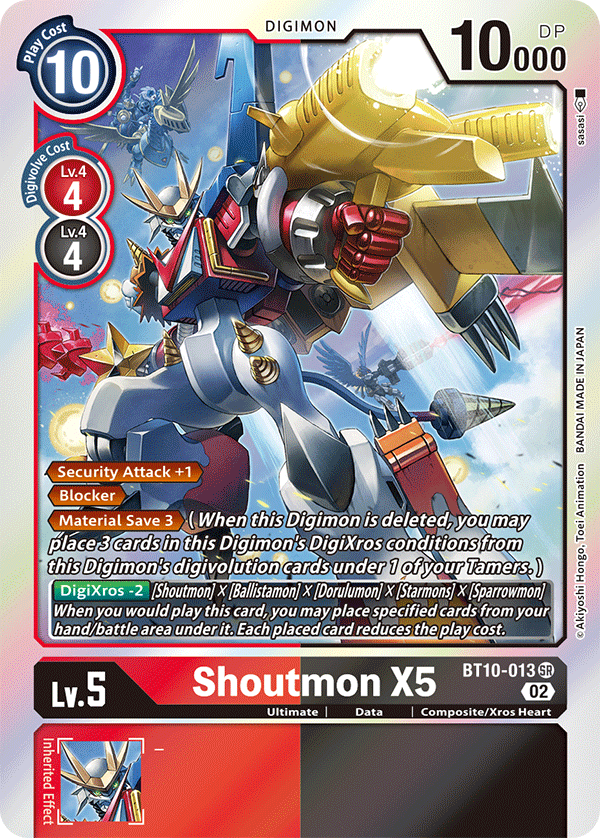 DIGIMON
Play Cost
10
DP
10000
Digivolve Cost
Lv.4
4
Lv.4
4
sasasi
©Akiyoshi Hongo, Toei Animation BANDAI MADE IN JAPAN
Security Attack +1
Blocker
Material Save 3 (When this Digimon is deleted, you may
place 3 cards in this Digimon's DigiXros conditions from
this Digimon's digivolution cards under 1 of your Tamers.)
DigiXros -2 [Shoutmon] × [Ballistamon] × [Dorulumon] × [Starmons] × [Sparrowmon]
When you would play this card, you may place specified cards from your
hand/battle area under it. Each placed card reduces the play cost.
Lv.5
Shoutmon X5
BT10-013 SR
02
Ultimate | Data | Composite/Xros Heart
Inherited Effect
–